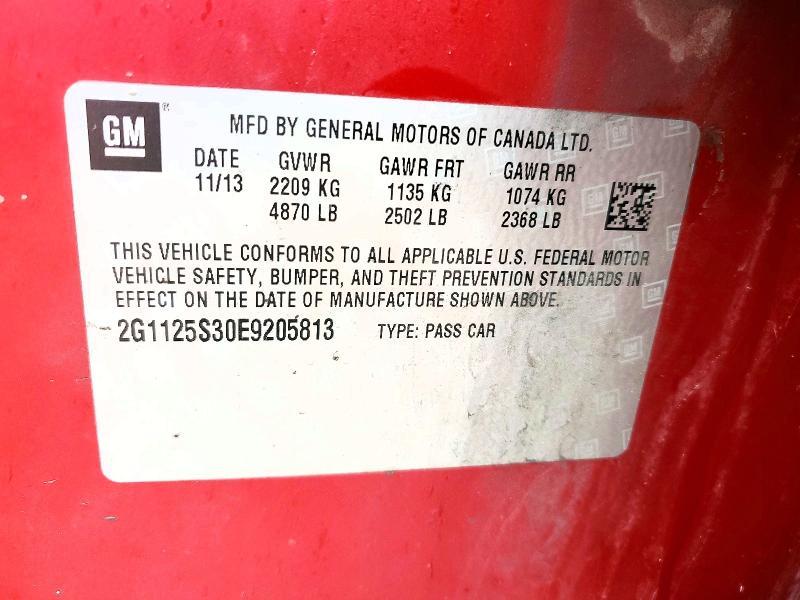 GM
MFD BY GENERAL MOTORS OF CANADA LTD.
DATE GVWR GAWR FRT GAWR RR
11/13 2209 KG 1135 KG 1074 KG
4870 LB 2502 LB 2368 LB
THIS VEHICLE CONFORMS TO ALL APPLICABLE U.S. FEDERAL MOTOR
VEHICLE SAFETY, BUMPER, AND THEFT PREVENTION STANDARDS IN
EFFECT ON THE DATE OF MANUFACTURE SHOWN ABOVE.
2G1125S30E9205813 TYPE: PASS CAR